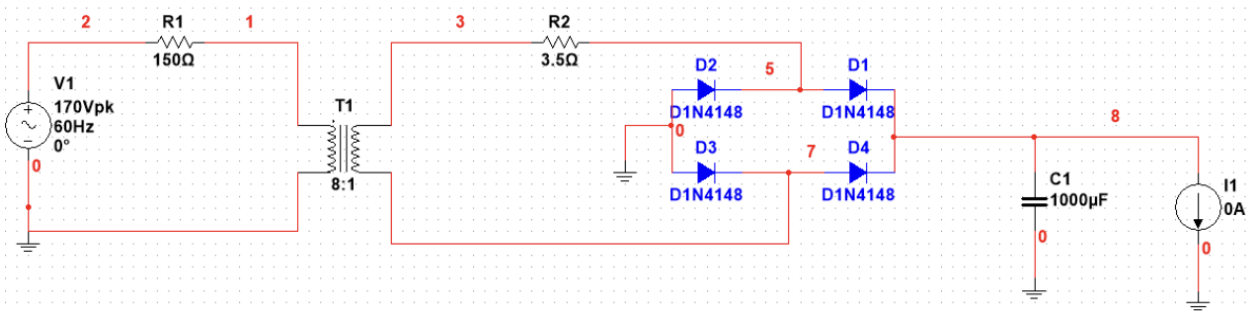 2
R1
1
150Ω
3
R2
3.5Ω
V1
170Vpk
60Hz
0°
0
T1
8:1
D2
D1N4148
5
D1
D1N4148
0
D3
D1N4148
7
D4
D1N4148
8
C1
1000µF
0
I1
0A
0